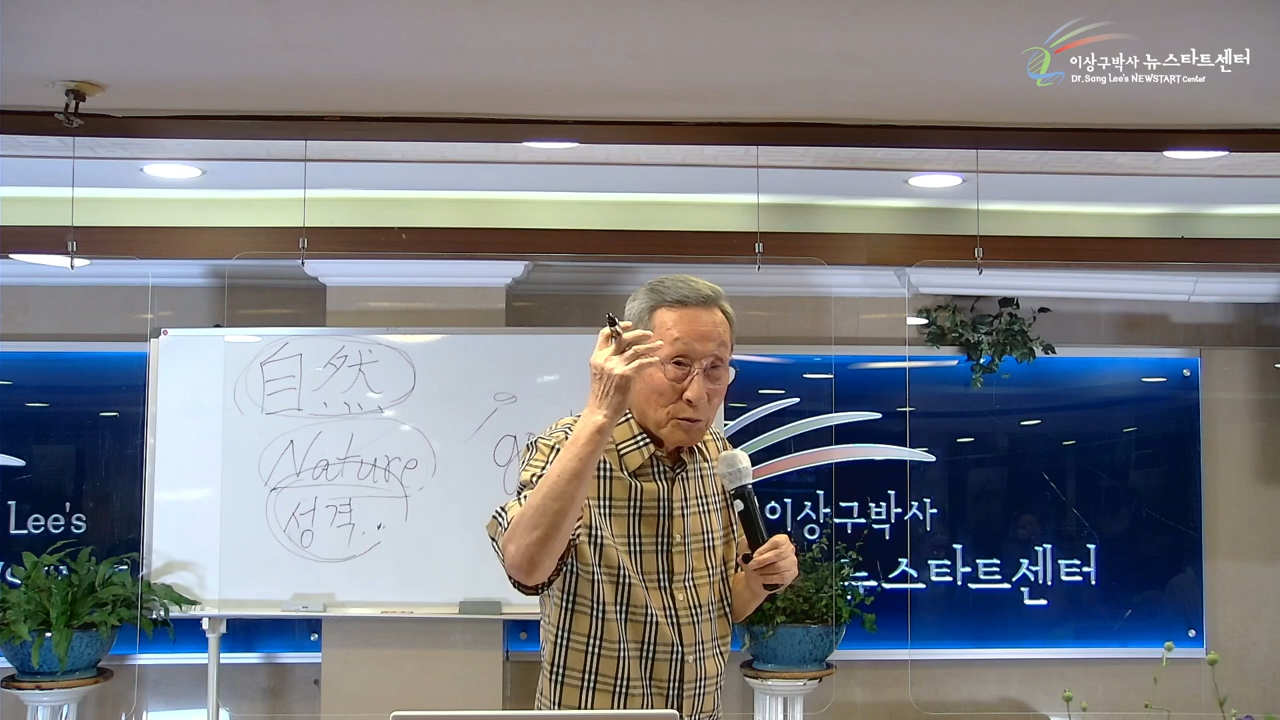 이상구박사 뉴스타트센터
Dr. Sang Lee's NEWSTART Center
自然
Nature
성격
Lee's
이상구박사
뉴스타트센터